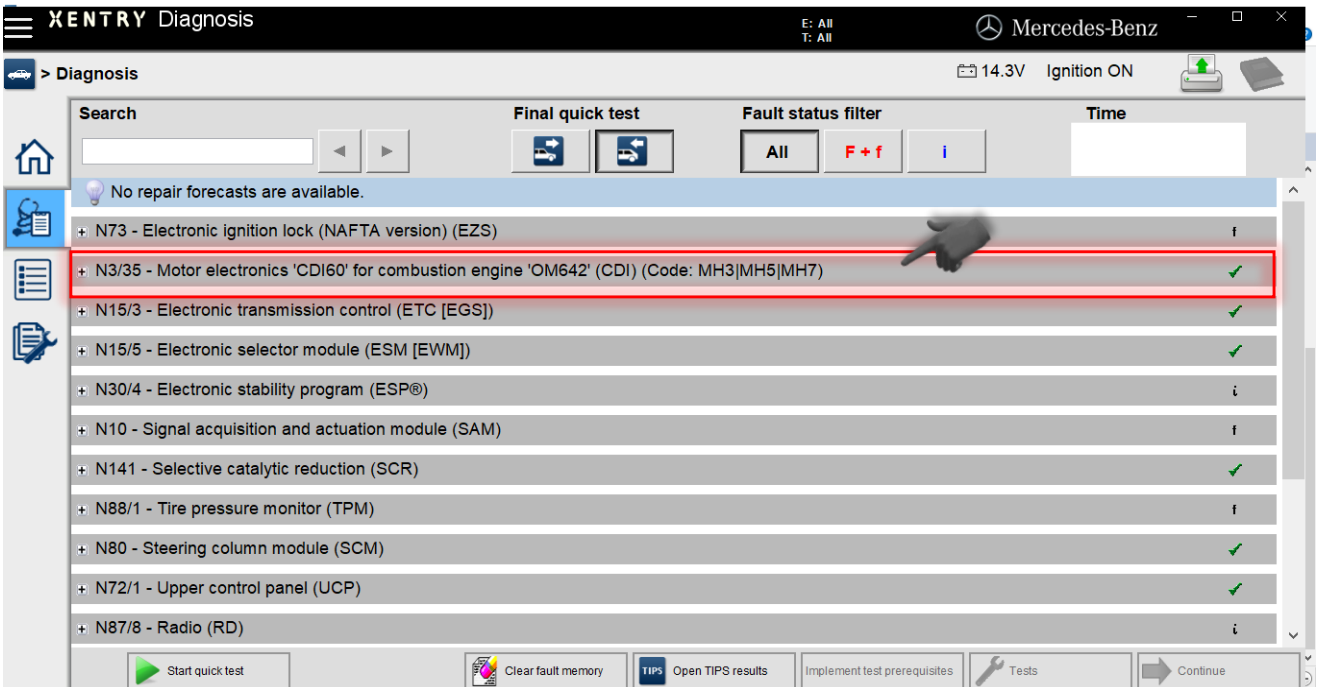 XENTRY Diagnosis
E: All
T: All
Mercedes-Benz
> Diagnosis
14.3V
Ignition ON
Search
Final quick test
Fault status filter
Time
All
F + f
i
No repair forecasts are available.
N73 - Electronic ignition lock (NAFTA version) (EZS)
f
N3/35 - Motor electronics 'CDI60' for combustion engine 'OM642' (CDI) (Code: MH3|MH5|MH7)
N15/3 - Electronic transmission control (ETC [EGS])
N15/5 - Electronic selector module (ESM [EWM])
N30/4 - Electronic stability program (ESP®)
i
N10 - Signal acquisition and actuation module (SAM)
f
N141 - Selective catalytic reduction (SCR)
N88/1 - Tire pressure monitor (TPM)
f
N80 - Steering column module (SCM)
N72/1 - Upper control panel (UCP)
N87/8 - Radio (RD)
i
Start quick test
Clear fault memory
TIPS
Open TIPS results
Implement test prerequisites
Tests
Continue